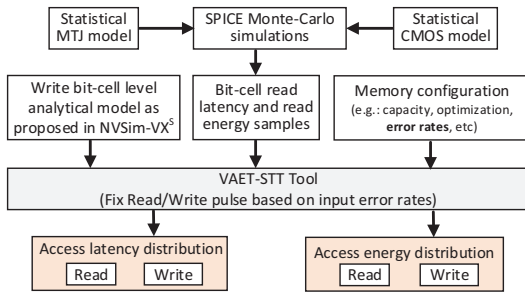 Statistical
MTJ model
SPICE Monte-Carlo
simulations
Statistical
CMOS model
Write bit-cell level
analytical model as
proposed in NVSim-VXˢ
Bit-cell read
latency and read
energy samples
Memory configuration
(e.g.: capacity, optimization,
error rates, etc)
VAET-STT Tool
(Fix Read/Write pulse based on input error rates)
Access latency distribution
Read Write
Access energy distribution
Read Write